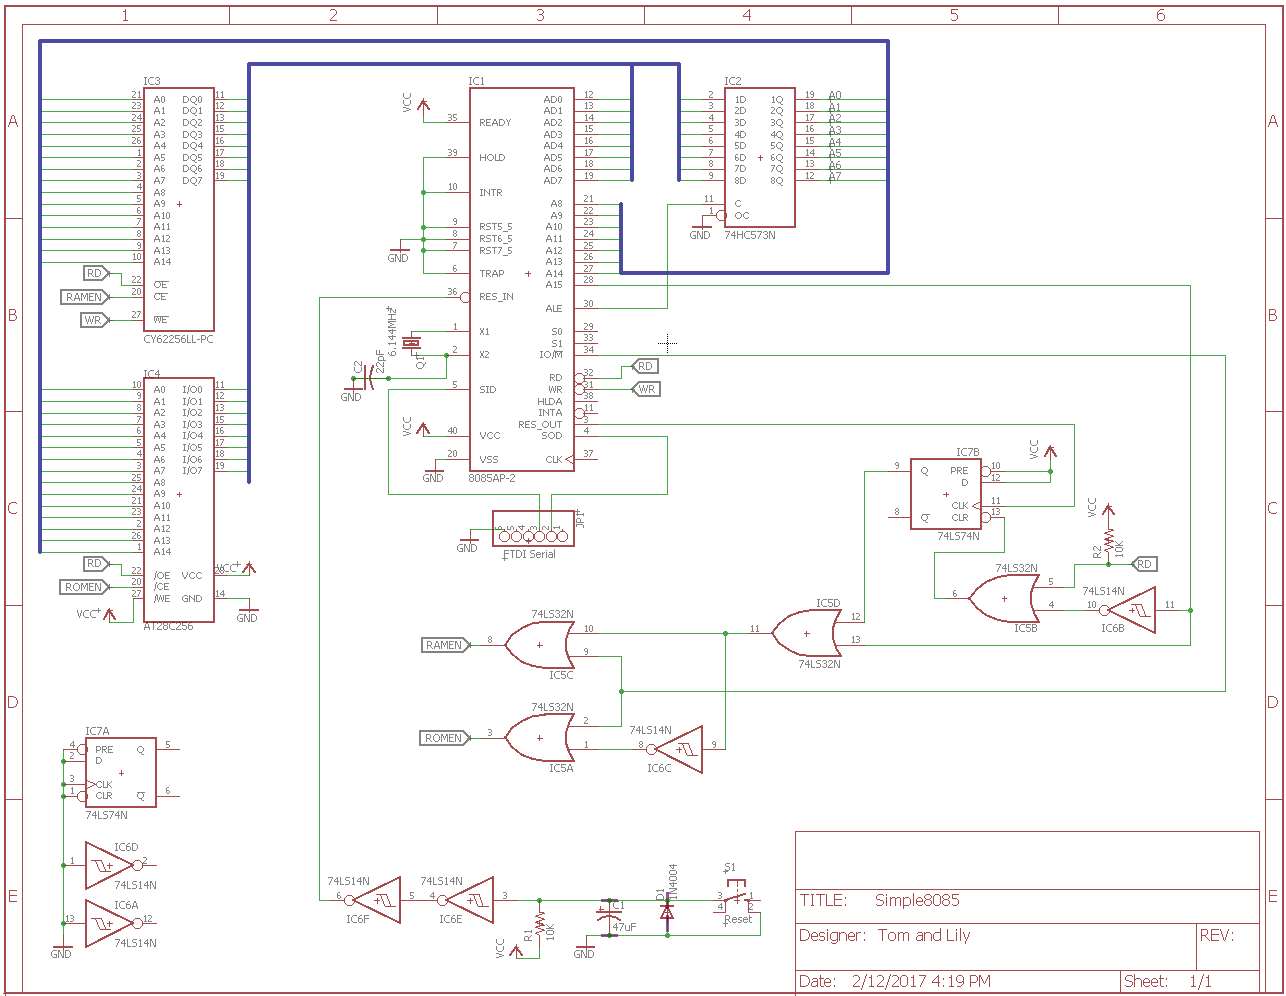 1 2 3 4 5 6
A
B
C
D
E
A
B
C
D
E
IC3
21 A0 DQ0 11
23 A1 DQ1 12
24 A2 DQ2 13
25 A3 DQ3 15
26 A4 DQ4 16
1 A5 DQ5 17
2 A6 DQ6 18
3 A7 DQ7 19
4 A8
5 A9
6 A10
7 A11
8 A12
9 A13
10 A14
RD 22 OE
RAMEN 20 CE
WR 27 WE
CY62256LL-PC
IC4
10 A0 I/O0 11
9 A1 I/O1 12
8 A2 I/O2 13
7 A3 I/O3 15
6 A4 I/O4 16
5 A5 I/O5 17
4 A6 I/O6 18
3 A7 I/O7 19
25 A8
24 A9
21 A10
23 A11
2 A12
26 A13
1 A14
RD 22 /OE VCC 28 VCC
ROMEN 20 /CE
VCC 27 /WE GND 14
GND
AT28C256
IC1
VCC 35 READY
39 HOLD
10 INTR
9 RST5_5
8 RST6_5
7 RST7_5
GND
6 TRAP
36 RES_IN
1 X1
2 X2
5 SID
VCC 40 VCC
GND 20 VSS
AD0 12
AD1 13
AD2 14
AD3 15
AD4 16
AD5 17
AD6 18
AD7 19
A8 21
A9 22
A10 23
A11 24
A12 25
A13 26
A14 27
A15 28
ALE 30
S0 29
S1 33
IO/M 34
RD 32 RD
WR 31 WR
HLDA 38
INTA 11
RES_OUT 3
SOD 4
CLK 37
8085AP-2
6.144MHz
Q1
C2
22pF
GND
IC2
2 1D 1Q 19 A0
3 2D 2Q 18 A1
4 3D 3Q 17 A2
5 4D 4Q 16 A3
6 5D 5Q 15 A4
7 6D 6Q 14 A5
8 7D 7Q 13 A6
9 8D 8Q 12 A7
11 C
1 OC
GND
74HC573N
GND
6 5 4 3 2 1
JP1
FTDI Serial
IC7B
9 Q PRE 10
D 12
CLK 11
8 Q CLR 13
74LS74N
VCC
VCC
R2
10K
RD
74LS14N
10 11
IC6B
74LS32N
6 5 4
IC5B
IC5D
11 12 13
74LS32N
74LS32N
RAMEN 8 10 9
IC5C
74LS32N
ROMEN 3 2 1
IC5A
74LS14N
8 9
IC6C
IC7A
4 PRE Q 5
2 D
3 CLK
1 CLR Q 6
74LS74N
IC6D
1 2
74LS14N
IC6A
13 12
74LS14N
GND
74LS14N
6 5
IC6F
74LS14N
4 3
IC6E
R1
10K
VCC
C1
47uF
GND
D1
1N4004
S1
3 1
4 2
Reset
TITLE: Simple8085
Designer: Tom and Lily
REV:
Date: 2/12/2017 4:19 PM
Sheet: 1/1